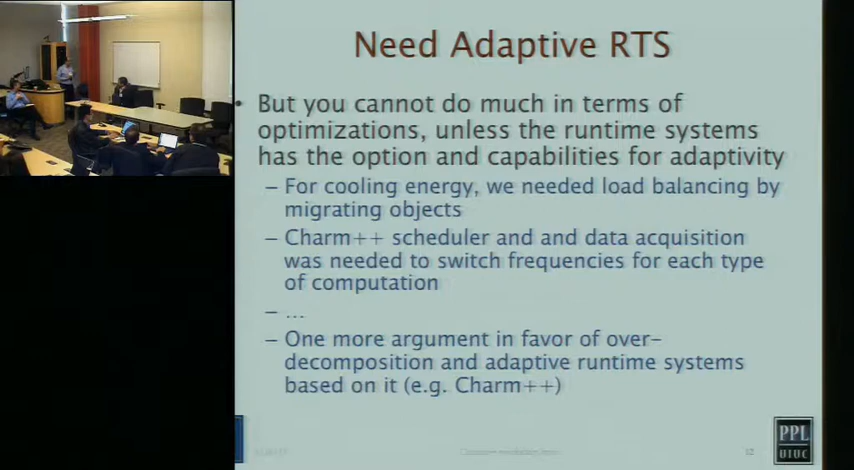 Need Adaptive RTS
• But you cannot do much in terms of
optimizations, unless the runtime systems
has the option and capabilities for adaptivity
– For cooling energy, we needed load balancing by
migrating objects
– Charm++ scheduler and and data acquisition
was needed to switch frequencies for each type
of computation
– ...
– One more argument in favor of over-
decomposition and adaptive runtime systems
based on it (e.g. Charm++)
12
PPL
UIUC